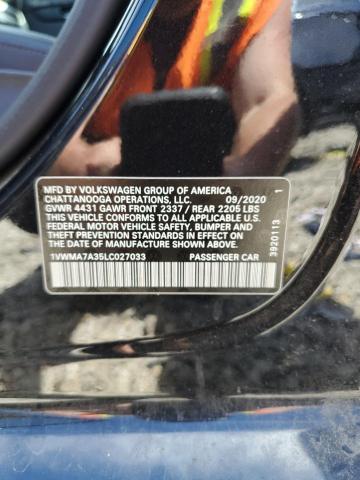 MFD BY VOLKSWAGEN GROUP OF AMERICA
CHATTANOOGA OPERATIONS, LLC. 09/2020
GVWR 4431 GAWR FRONT 2337 / REAR 2205 LBS
THIS VEHICLE CONFORMS TO ALL APPLICABLE U.S.
FEDERAL MOTOR VEHICLE SAFETY, BUMPER AND
THEFT PREVENTION STANDARDS IN EFFECT
ON THE DATE OF MANUFACTURE SHOWN ABOVE.
1VWMA7A35LC027033 PASSENGER CAR
3920113 1